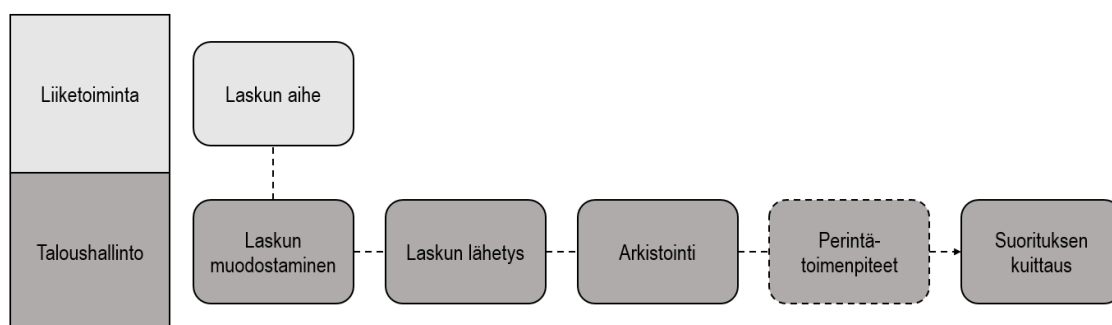 Liiketoiminta
Laskun aihe
Taloushallinto
Laskun
muodostaminen
Laskun lähetys
Arkistointi
Perintä-
toimenpiteet
Suorituksen
kuittaus